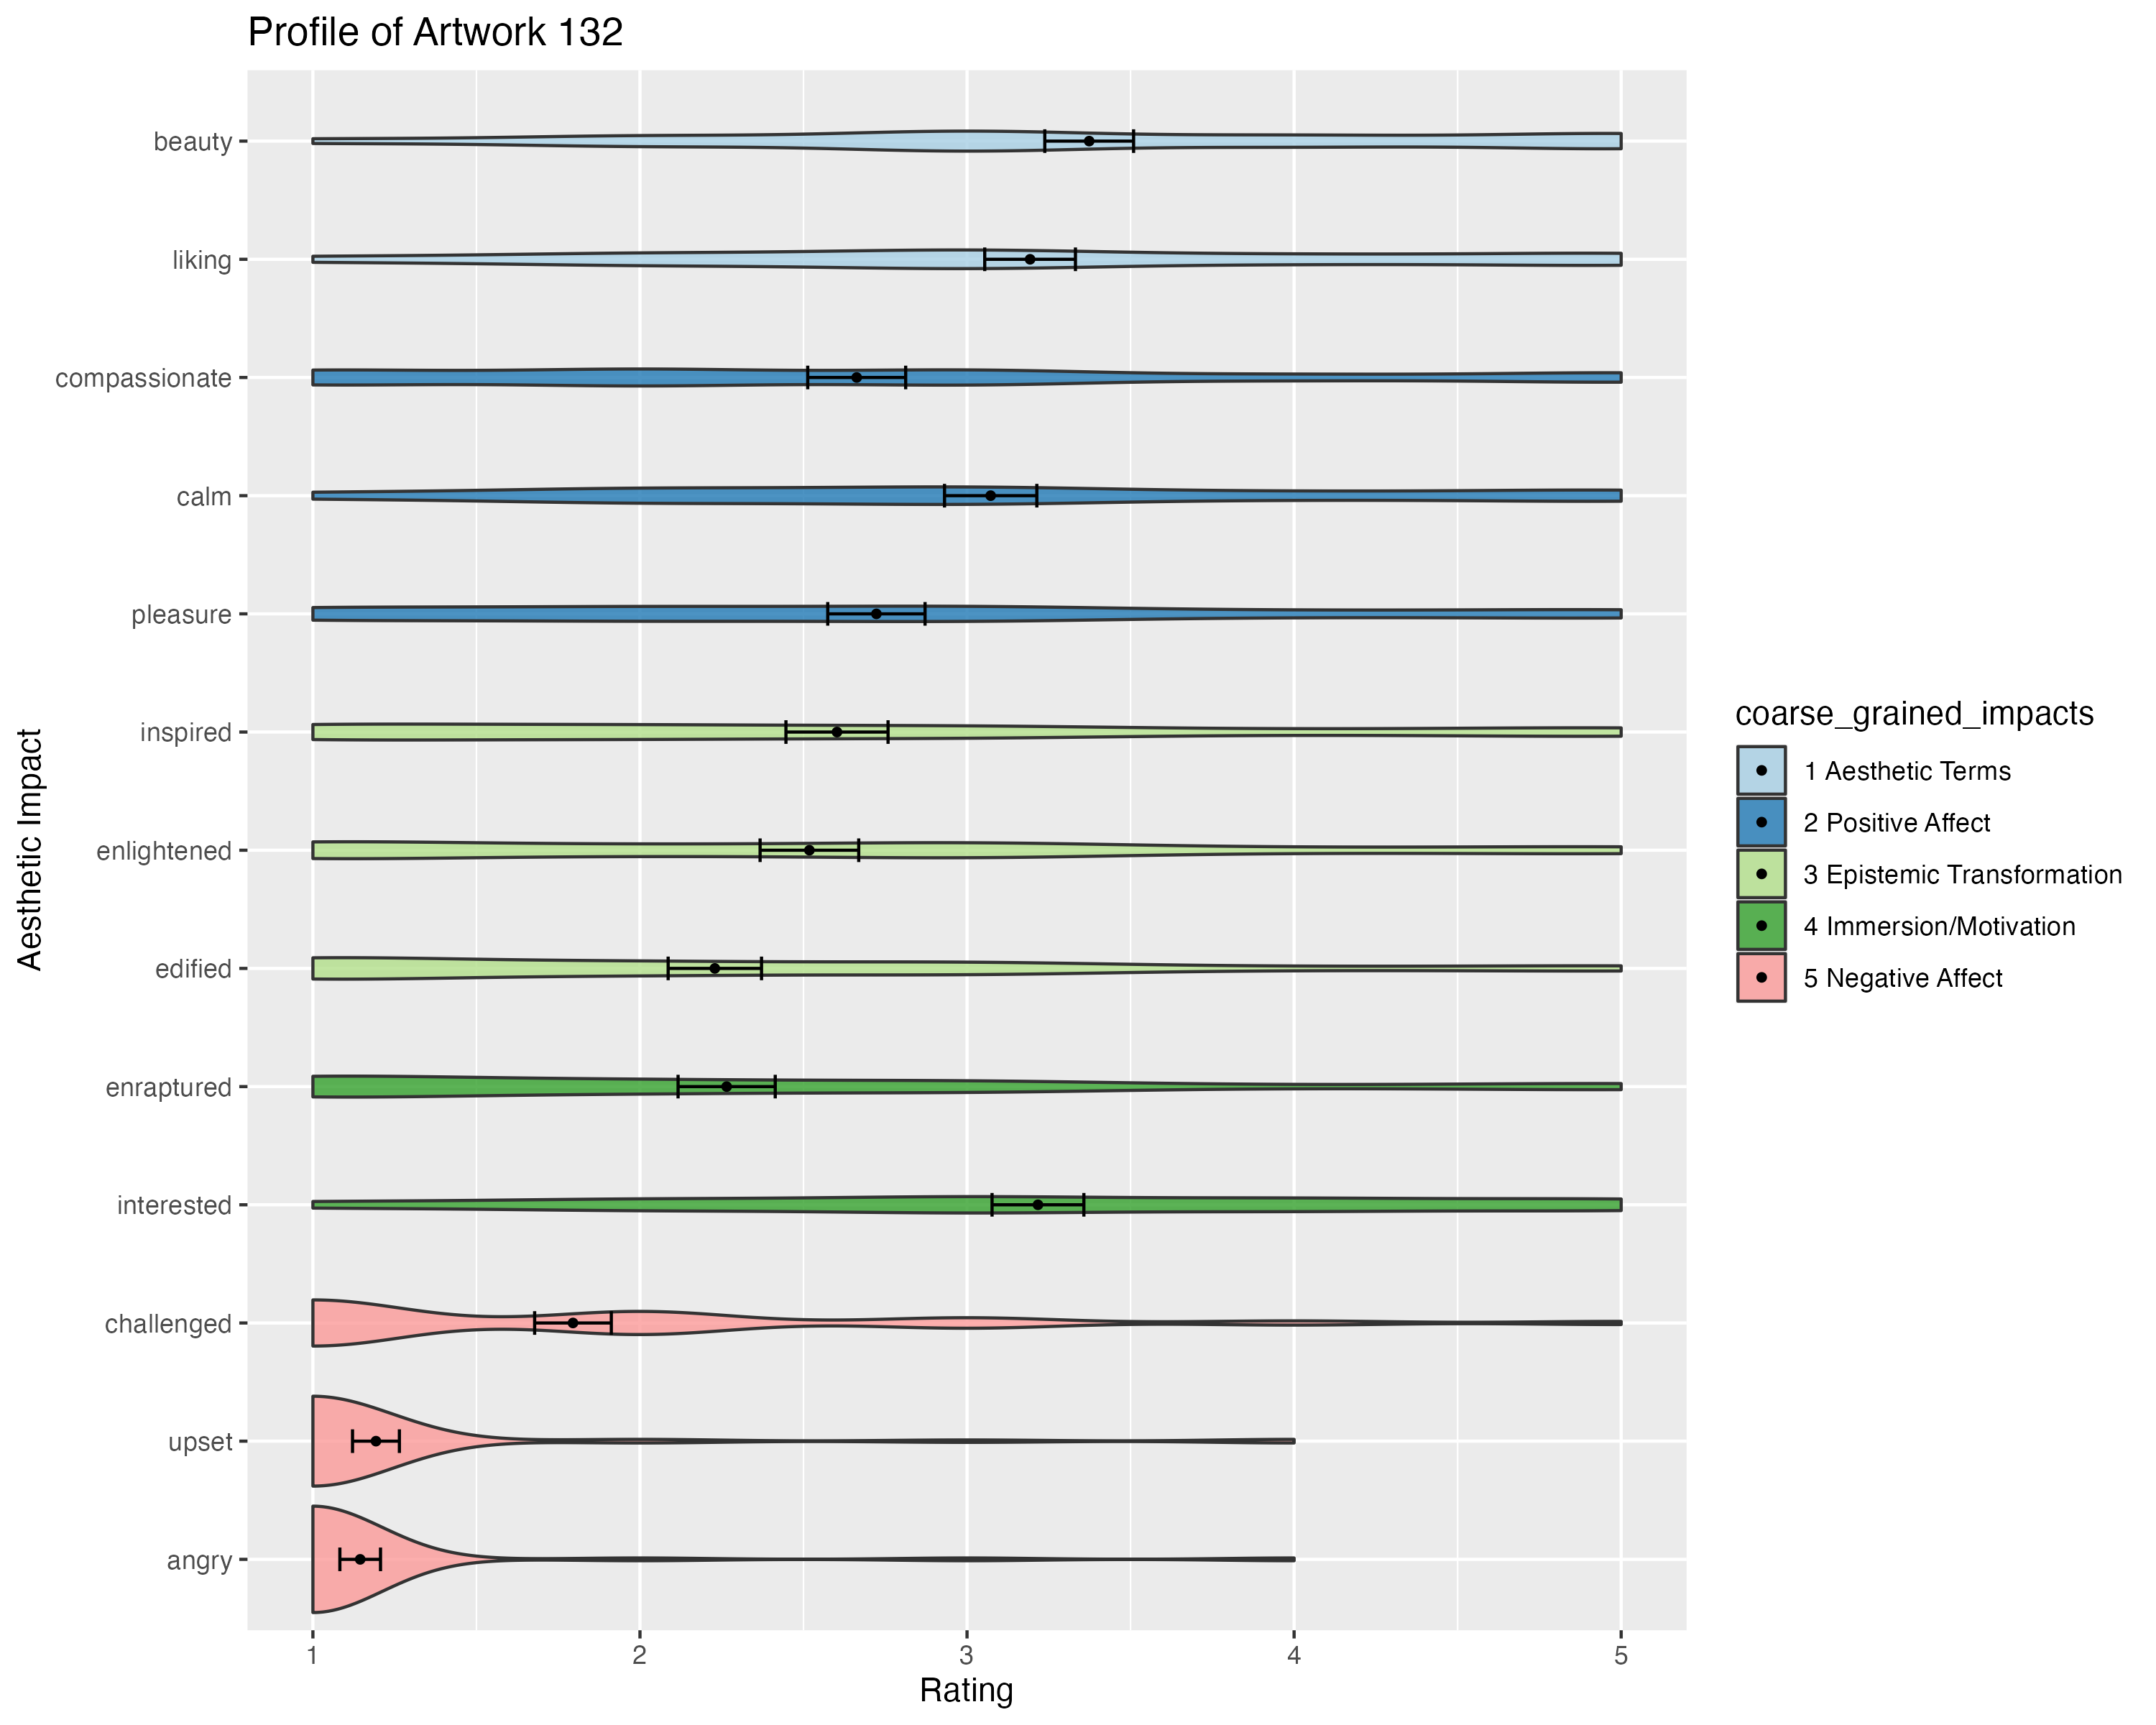 Profile of Artwork 132
Aesthetic Impact
beauty
liking
compassionate
calm
pleasure
inspired
enlightened
edified
enraptured
interested
challenged
upset
angry
1 2 3 4 5
Rating
coarse_grained_impacts
1 Aesthetic Terms
2 Positive Affect
3 Epistemic Transformation
4 Immersion/Motivation
5 Negative Affect